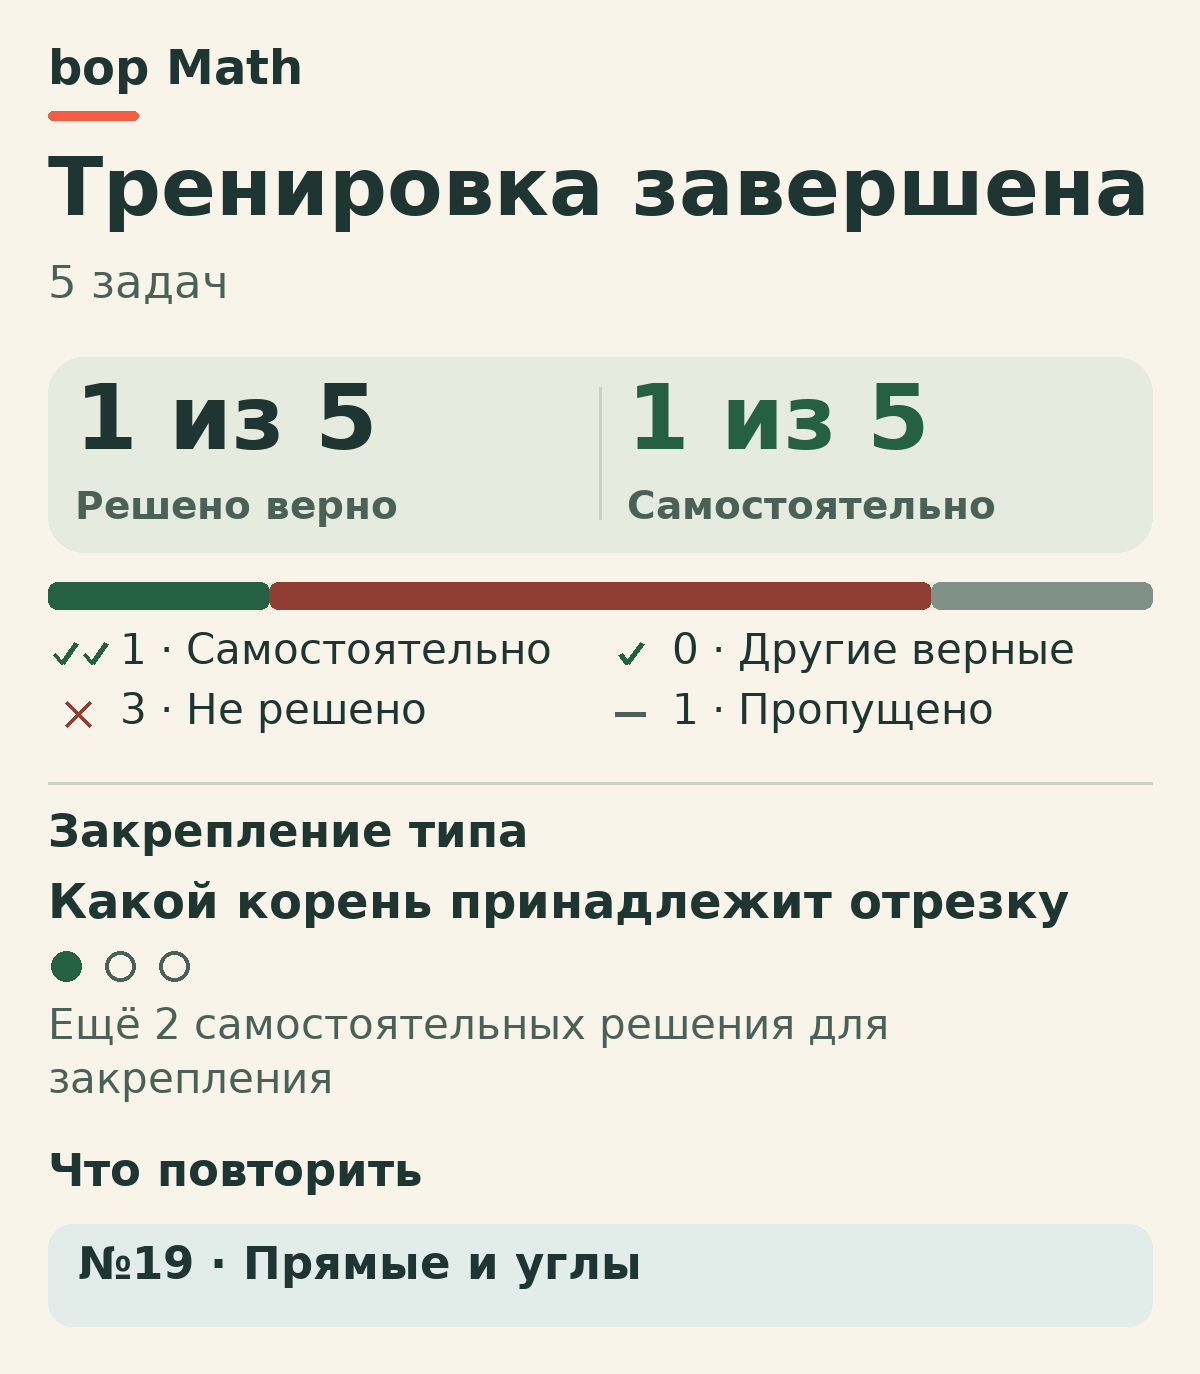 bop Math
Тренировка завершена
5 задач
1 из 5
Решено верно
1 из 5
Самостоятельно
1 · Самостоятельно
0 · Другие верные
3 · Не решено
1 · Пропущено
Закрепление типа
Какой корень принадлежит отрезку
Ещё 2 самостоятельных решения для
закрепления
Что повторить
№19 · Прямые и углы